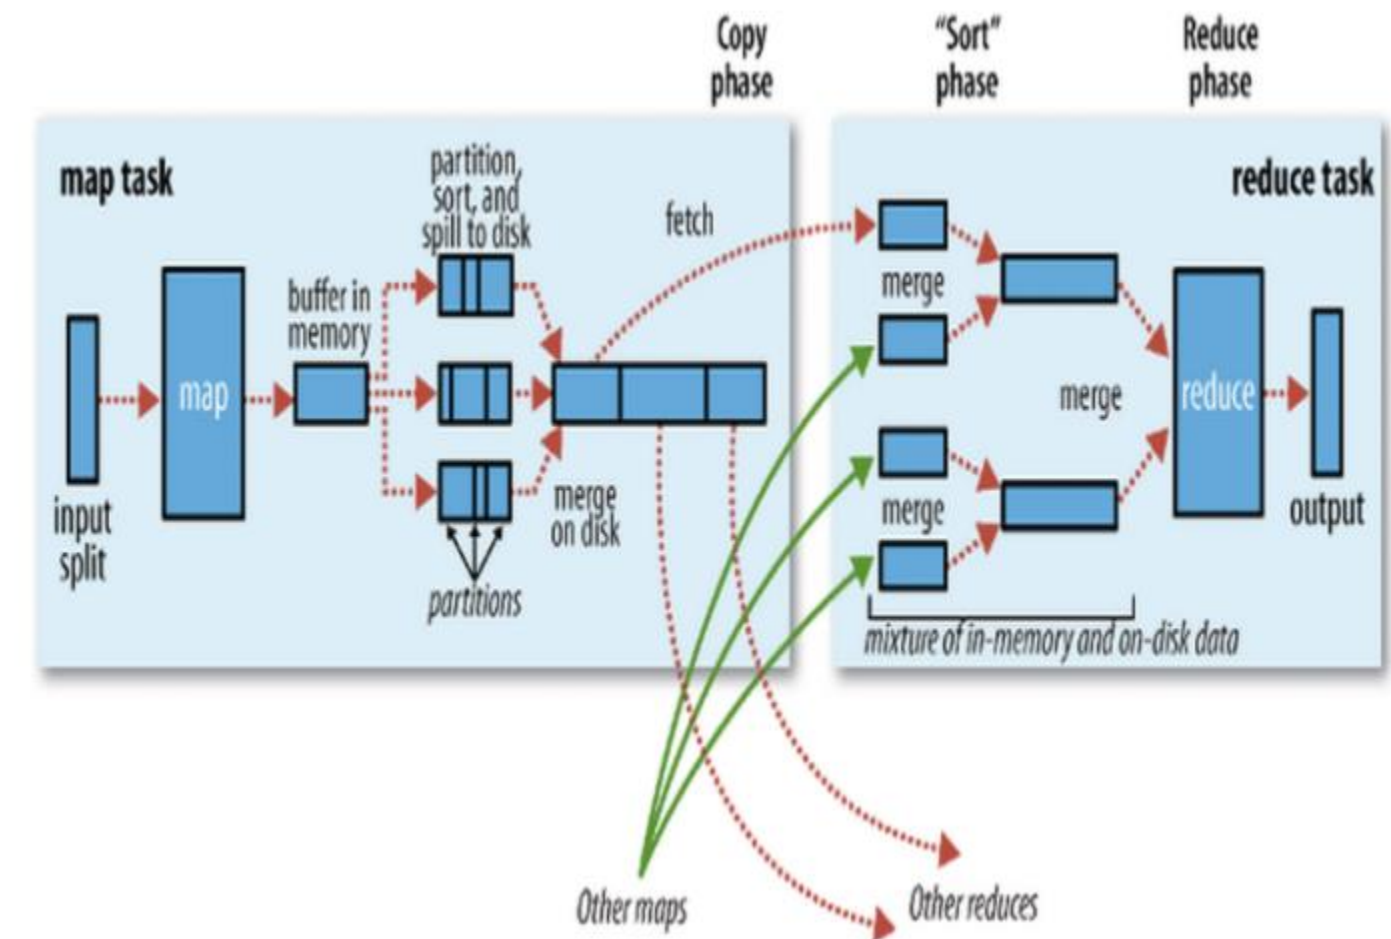 Copy
phase
“Sort”
phase
Reduce
phase
map task
partition,
sort, and
spill to disk
fetch
reduce task
buffer in
memory
merge
map
merge
reduce
input
split
merge
on disk
merge
output
partitions
mixture of in-memory and on-disk data
Other maps
Other reduces